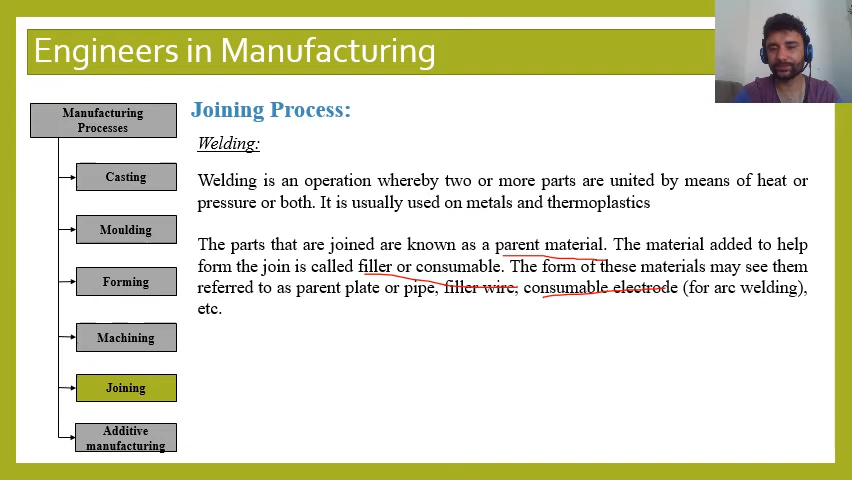 Engineers in Manufacturing
Manufacturing
Processes
Casting
Moulding
Forming
Machining
Joining
Additive
manufacturing
Joining Process:
Welding:
Welding is an operation whereby two or more parts are united by means of heat or
pressure or both. It is usually used on metals and thermoplastics
The parts that are joined are known as a parent material. The material added to help
form the join is called filler or consumable. The form of these materials may see them
referred to as parent plate or pipe, filler wire, consumable electrode (for arc welding),
etc.